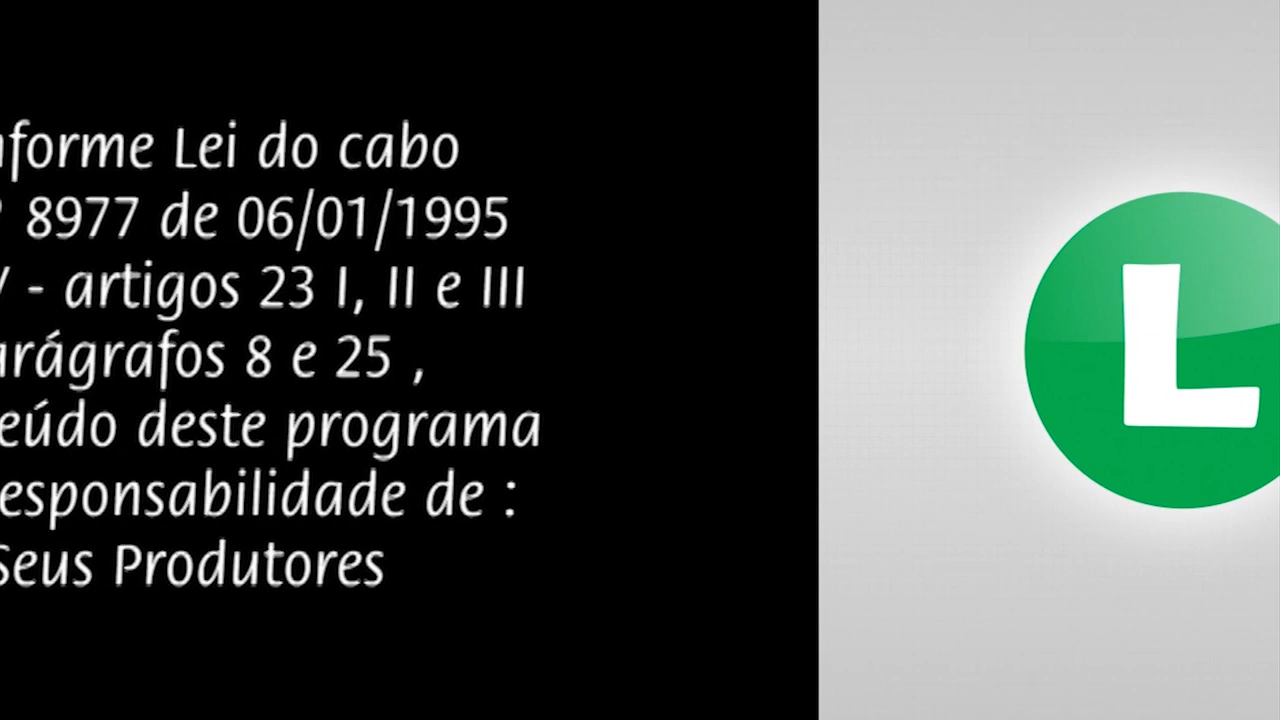 nforme Lei do cabo
8977 de 06/01/1995
- artigos 23 I, II e III
arágrafos 8 e 25 ,
eúdo deste programa
esponsabilidade de :
Seus Produtores
L